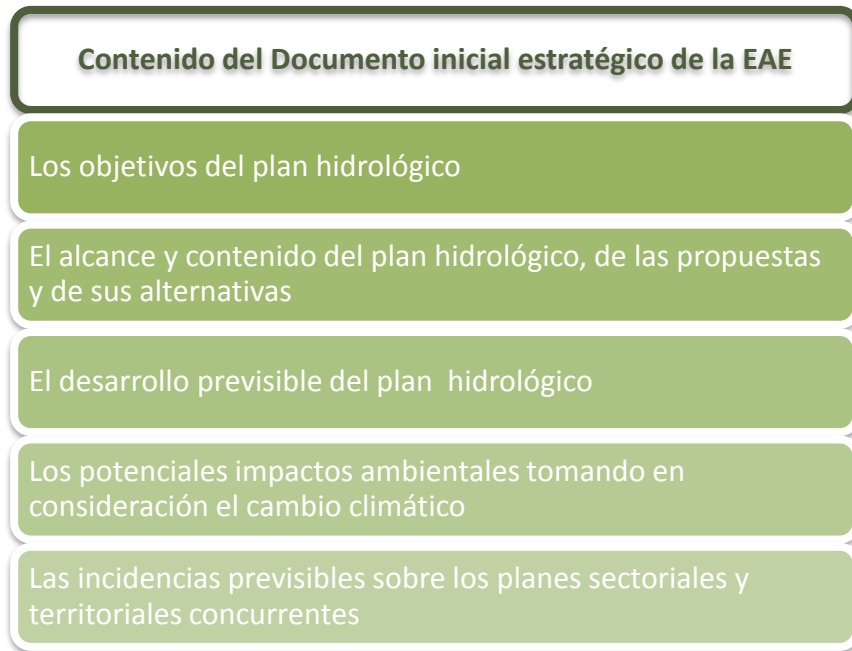 Contenido del Documento inicial estratégico de la EAE
Los objetivos del plan hidrológico
El alcance y contenido del plan hidrológico, de las propuestas
y de sus alternativas
El desarrollo previsible del plan  hidrológico
Los potenciales impactos ambientales tomando en
consideración el cambio climático
Las incidencias previsibles sobre los planes sectoriales y
territoriales concurrentes